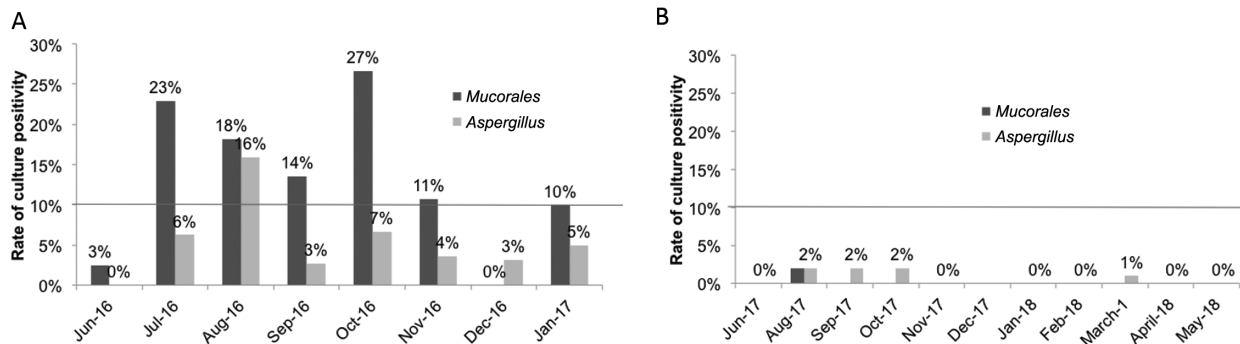 A
Rate of culture positivity
30%
25%
20%
15%
10%
5%
0%
3%
0%
23%
6%
18%
16%
14%
3%
27%
7%
11%
4%
0%
3%
10%
5%
Mucorales
Aspergillus
Jun-16
Jul-16
Aug-16
Sep-16
Oct-16
Nov-16
Dec-16
Jan-17
B
Rate of culture positivity
30%
25%
20%
15%
10%
5%
0%
0%
2%
2%
2%
0%
0%
0%
1%
0%
0%
Mucorales
Aspergillus
Jun-17
Aug-17
Sep-17
Oct-17
Nov-17
Dec-17
Jan-18
Feb-18
March-1
April-18
May-18